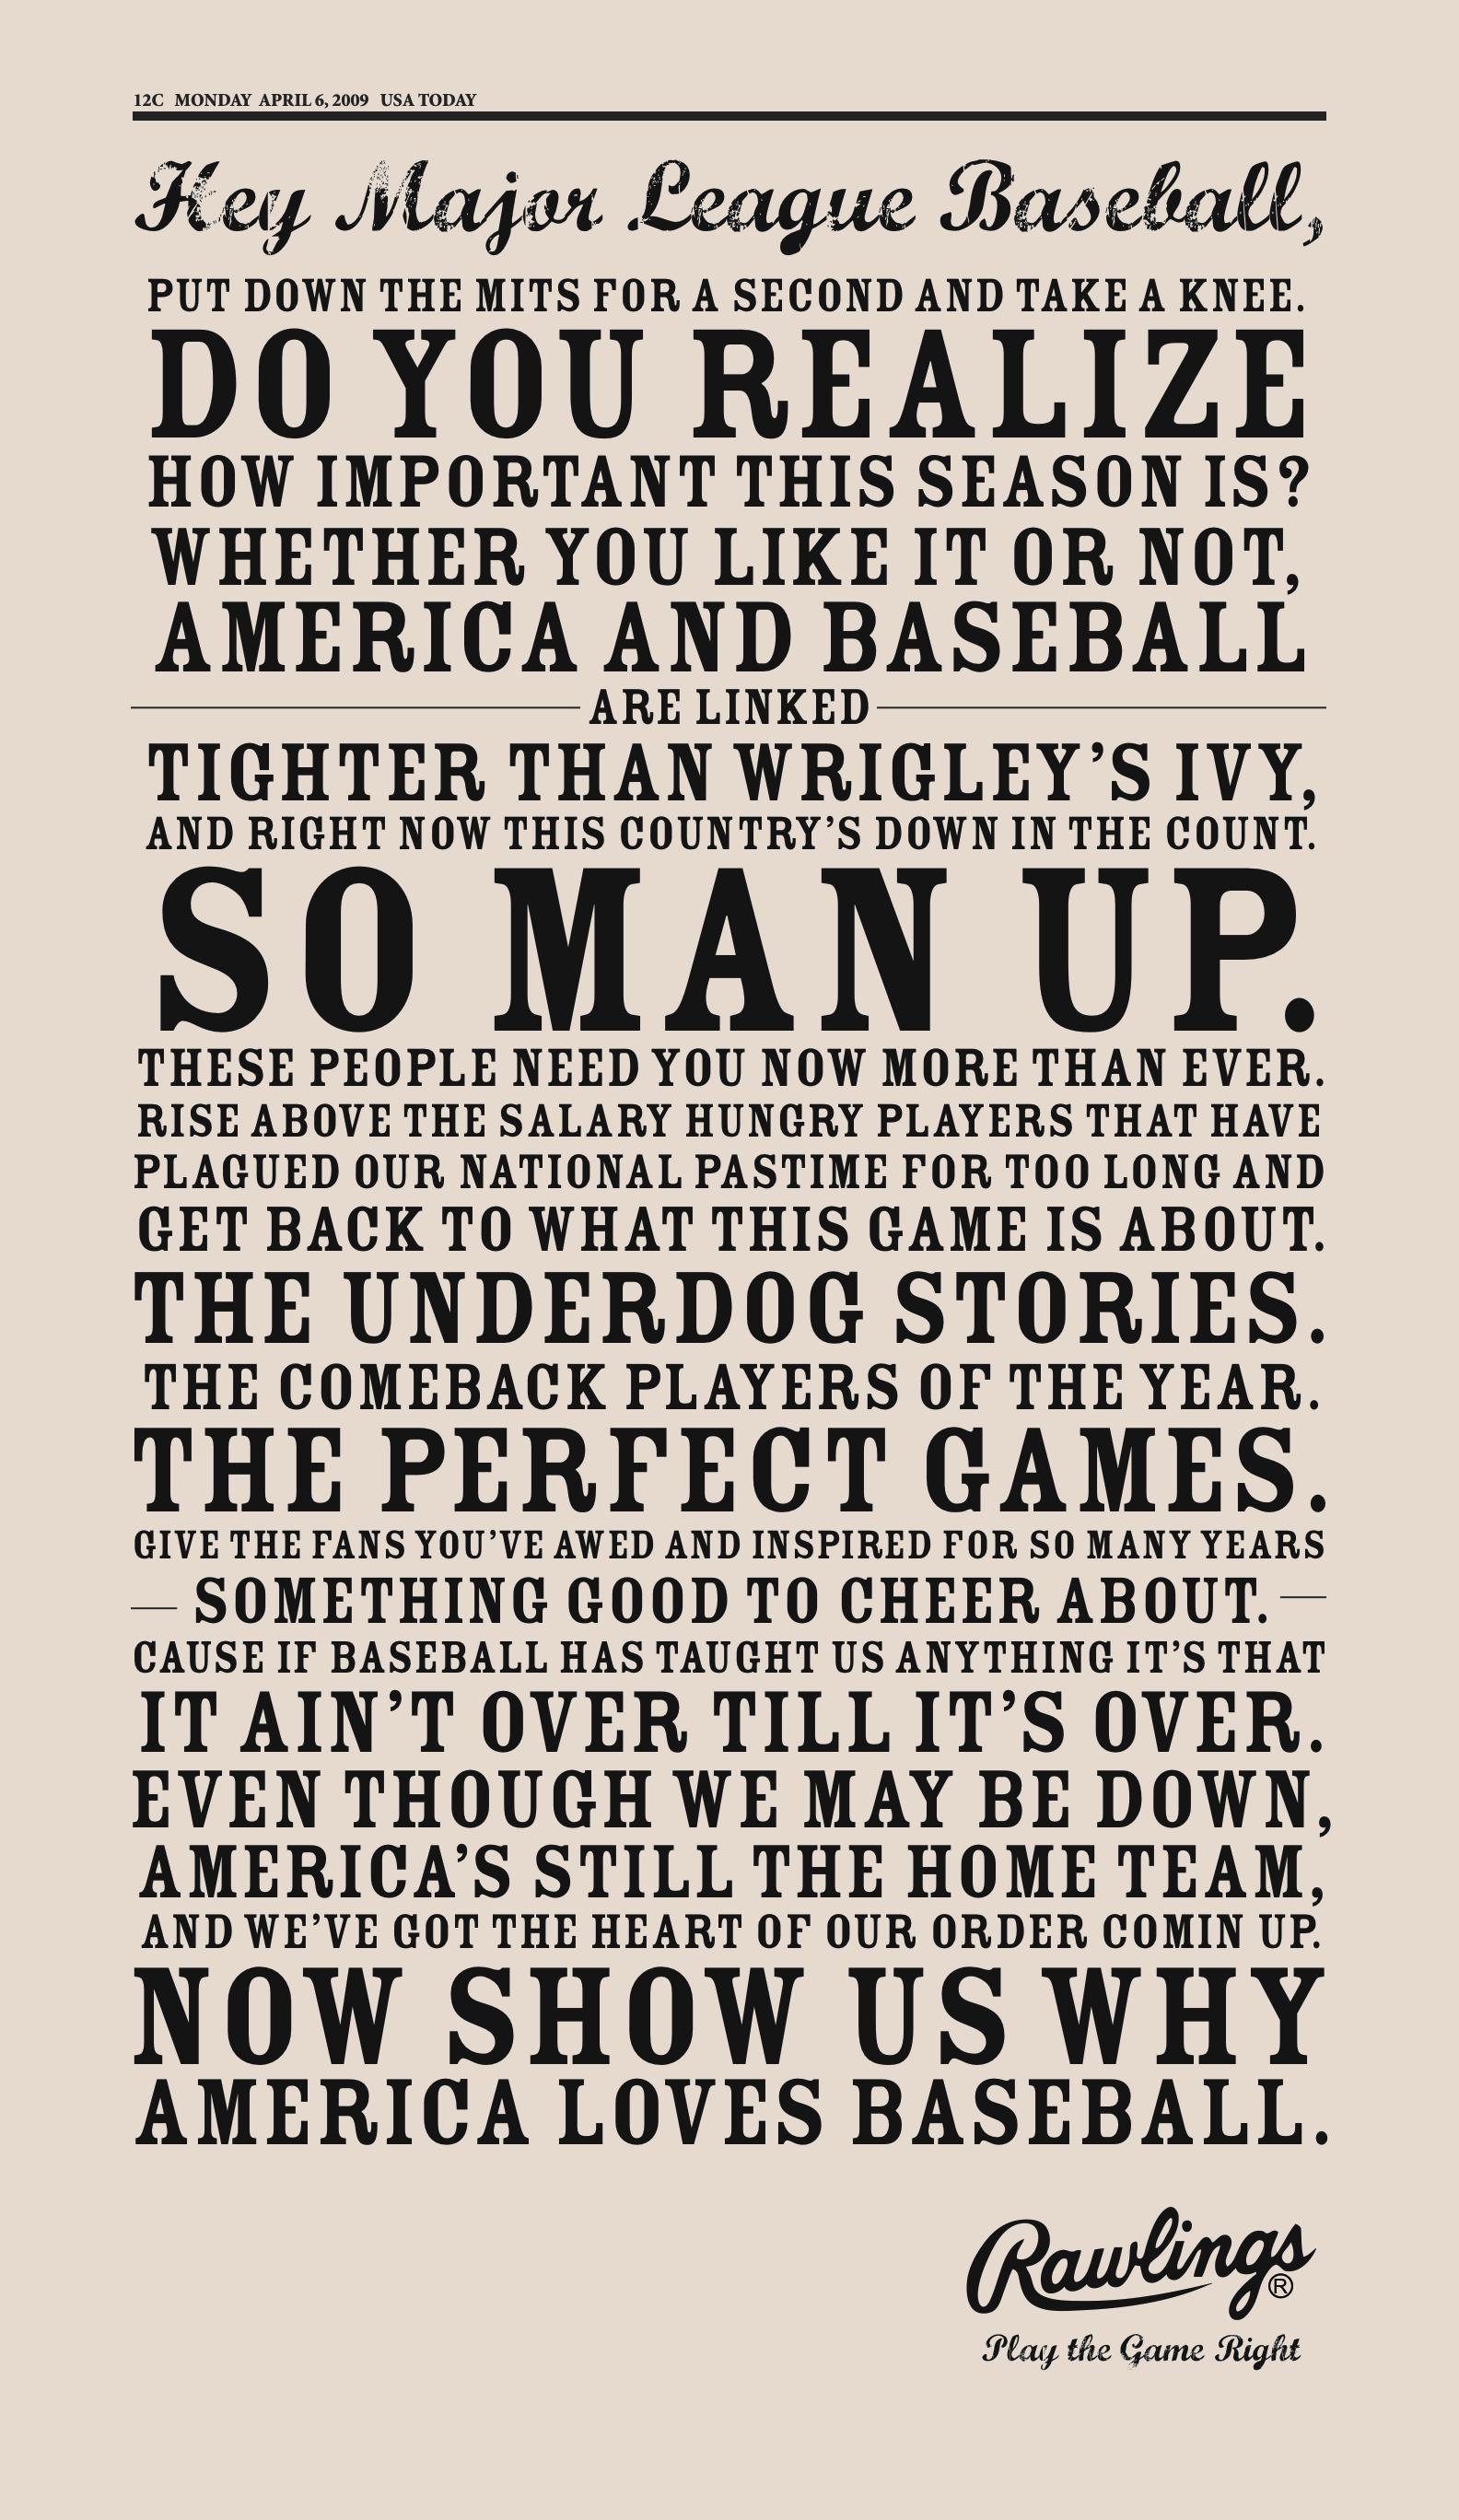 12C MONDAY APRIL 6, 2009 USA TODAY
Hey Major League Baseball,
PUT DOWN THE MITS FOR A SECOND AND TAKE A KNEE.
DO YOU REALIZE
HOW IMPORTANT THIS SEASON IS?
WHETHER YOU LIKE IT OR NOT,
AMERICA AND BASEBALL
ARE LINKED
TIGHTER THAN WRIGLEY’S IVY,
AND RIGHT NOW THIS COUNTRY’S DOWN IN THE COUNT.
SO MAN UP.
THESE PEOPLE NEED YOU NOW MORE THAN EVER.
RISE ABOVE THE SALARY HUNGRY PLAYERS THAT HAVE
PLAGUED OUR NATIONAL PASTIME FOR TOO LONG AND
GET BACK TO WHAT THIS GAME IS ABOUT.
THE UNDERDOG STORIES.
THE COMEBACK PLAYERS OF THE YEAR.
THE PERFECT GAMES.
GIVE THE FANS YOU’VE AWED AND INSPIRED FOR SO MANY YEARS
SOMETHING GOOD TO CHEER ABOUT.
CAUSE IF BASEBALL HAS TAUGHT US ANYTHING IT’S THAT
IT AIN’T OVER TILL IT’S OVER.
EVEN THOUGH WE MAY BE DOWN,
AMERICA’S STILL THE HOME TEAM,
AND WE’VE GOT THE HEART OF OUR ORDER COMIN UP.
NOW SHOW US WHY
AMERICA LOVES BASEBALL.
Rawlings®
Play the Game Right